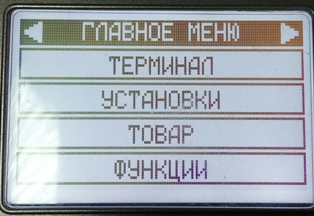 ГЛАВНОЕ МЕНЮ
ТЕРМИНАЛ
УСТАНОВКИ
ТОВАР
ФУНКЦИИ